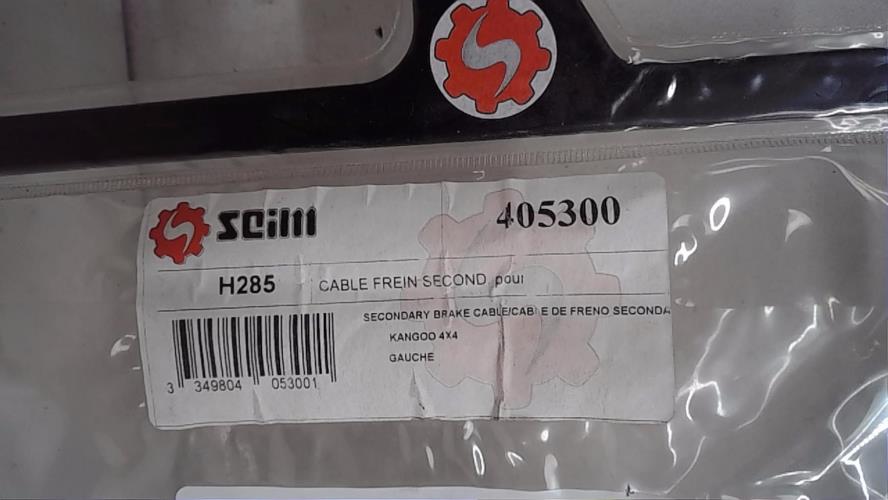 seim 405300
H285 CABLE FREIN SECOND. pour
SECONDARY BRAKE CABLE/CABLE DE FRENO SECONDA
KANGOO 4X4
GAUCHE
3 349804 053001